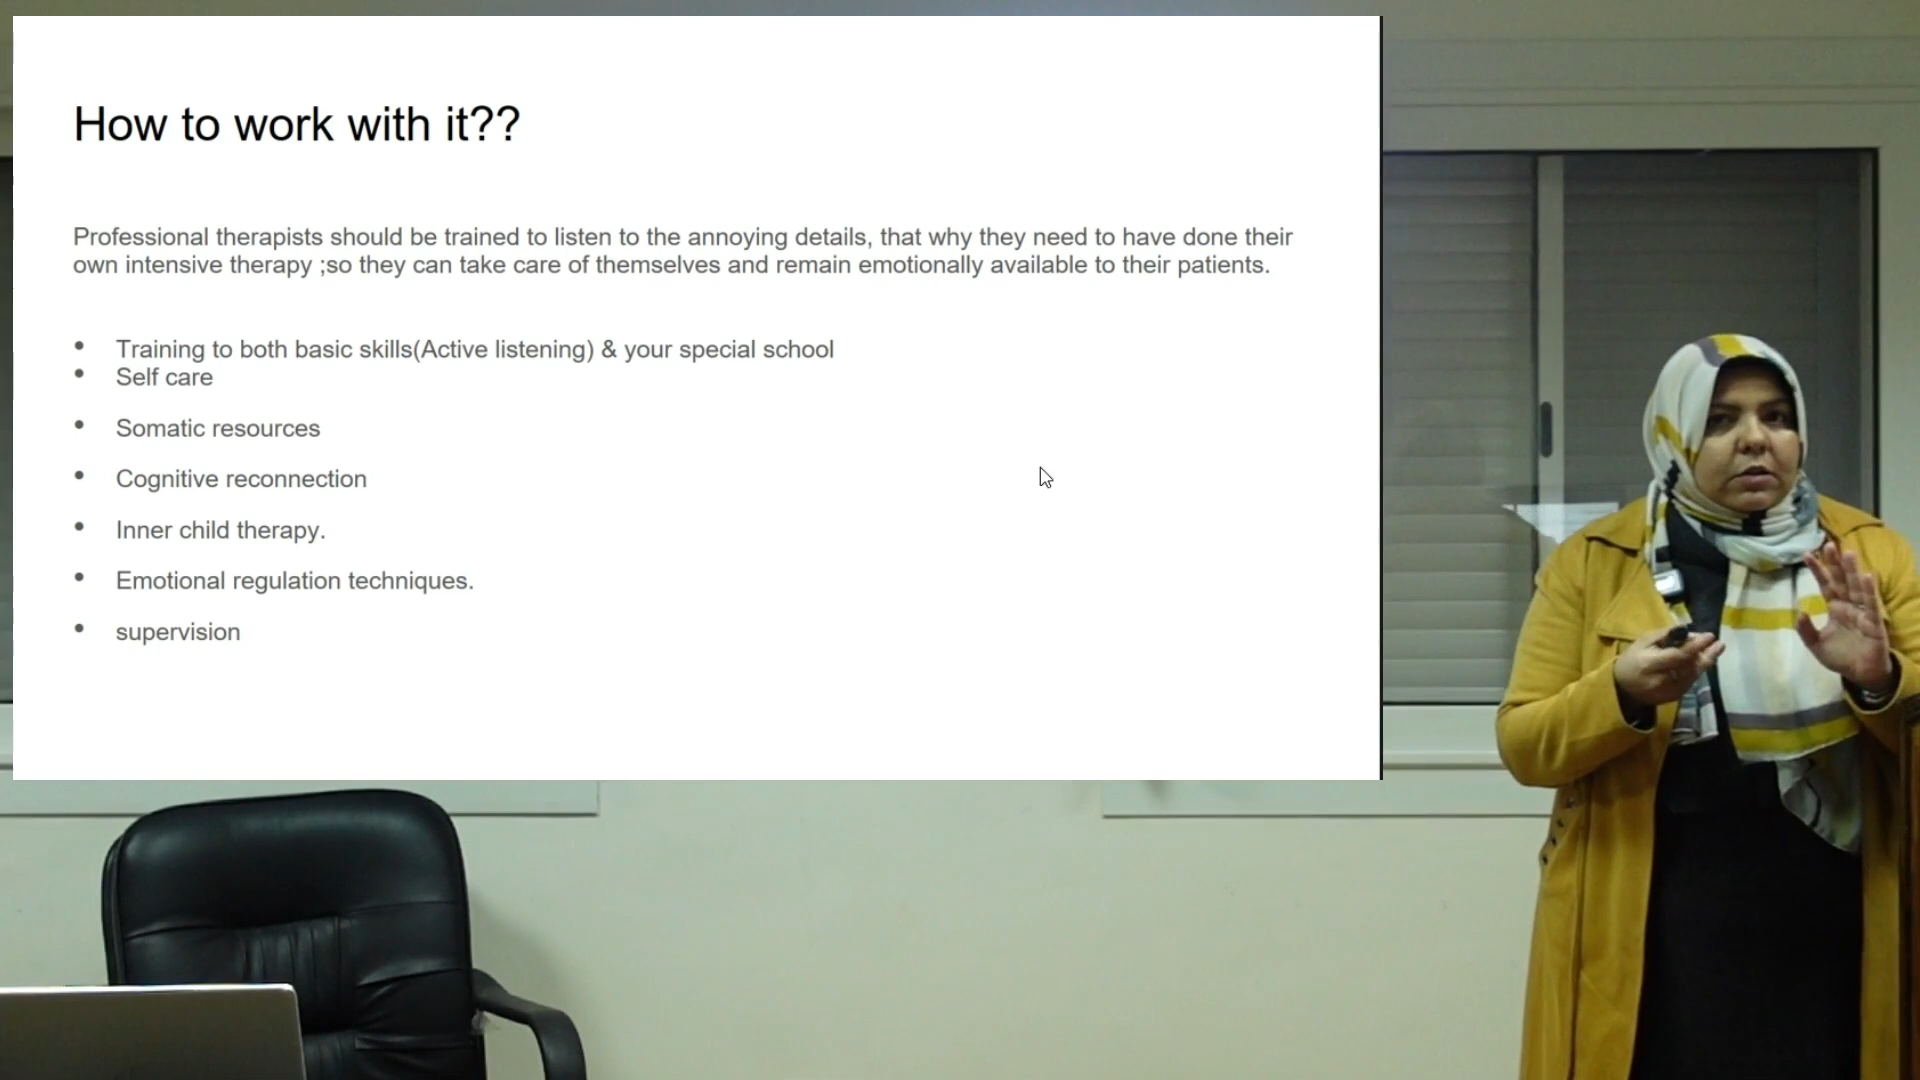 How to work with it??
Professional therapists should be trained to listen to the annoying details, that why they need to have done their
own intensive therapy ;so they can take care of themselves and remain emotionally available to their patients.
• Training to both basic skills(Active listening) & your special school
• Self care
• Somatic resources
• Cognitive reconnection
• Inner child therapy.
• Emotional regulation techniques.
• supervision